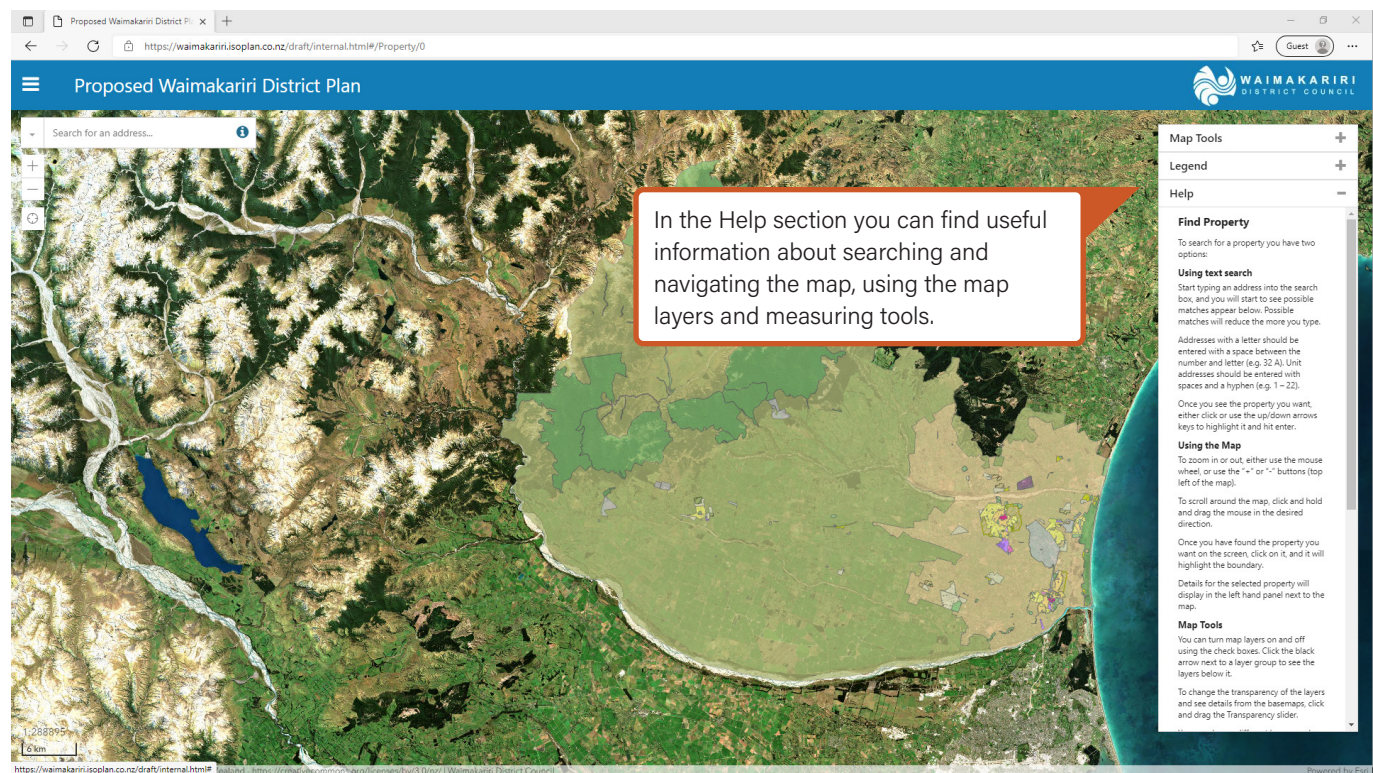 Proposed Waimakariri District Pl
https://waimakariri.isoplan.co.nz/draft/internal.html#/Property/0
Guest
Proposed Waimakariri District Plan
WAIMAKARIRI
DISTRICT COUNCIL
Search for an address...
Map Tools
Legend
Help
In the Help section you can find useful
information about searching and
navigating the map, using the map
layers and measuring tools.
Find Property
To search for a property you have two
options:
Using text search
Start typing an address into the search
box, and you will start to see possible
matches appear below. Possible
matches will reduce the more you type.
Addresses with a letter should be
entered with a space between the
number and letter (e.g. 32 A). Unit
addresses should be entered with
spaces and a hyphen (e.g. 1 – 22).
Once you see the property you want,
either click or use the up/down arrows
keys to highlight it and hit enter.
Using the Map
To zoom in or out, either use the mouse
wheel, or use the "+" or "-" buttons (top
left of the map).
To scroll around the map, click and hold
and drag the mouse in the desired
direction.
Once you have found the property you
want on the screen, click on it, and it will
highlight the boundary.
Details for the selected property will
display in the left hand panel next to the
map.
Map Tools
You can turn map layers on and off
using the check boxes. Click the black
arrow next to a layer group to see the
layers below it.
To change the transparency of the layers
and see details from the basemaps, click
and drag the Transparency slider.
1:288895
6 km
https://waimakariri.isoplan.co.nz/draft/internal.html#
ealand - https://creativecommons.org/licenses/by/3.0/nz/ | Waimakariri District Council
Powered by Esri